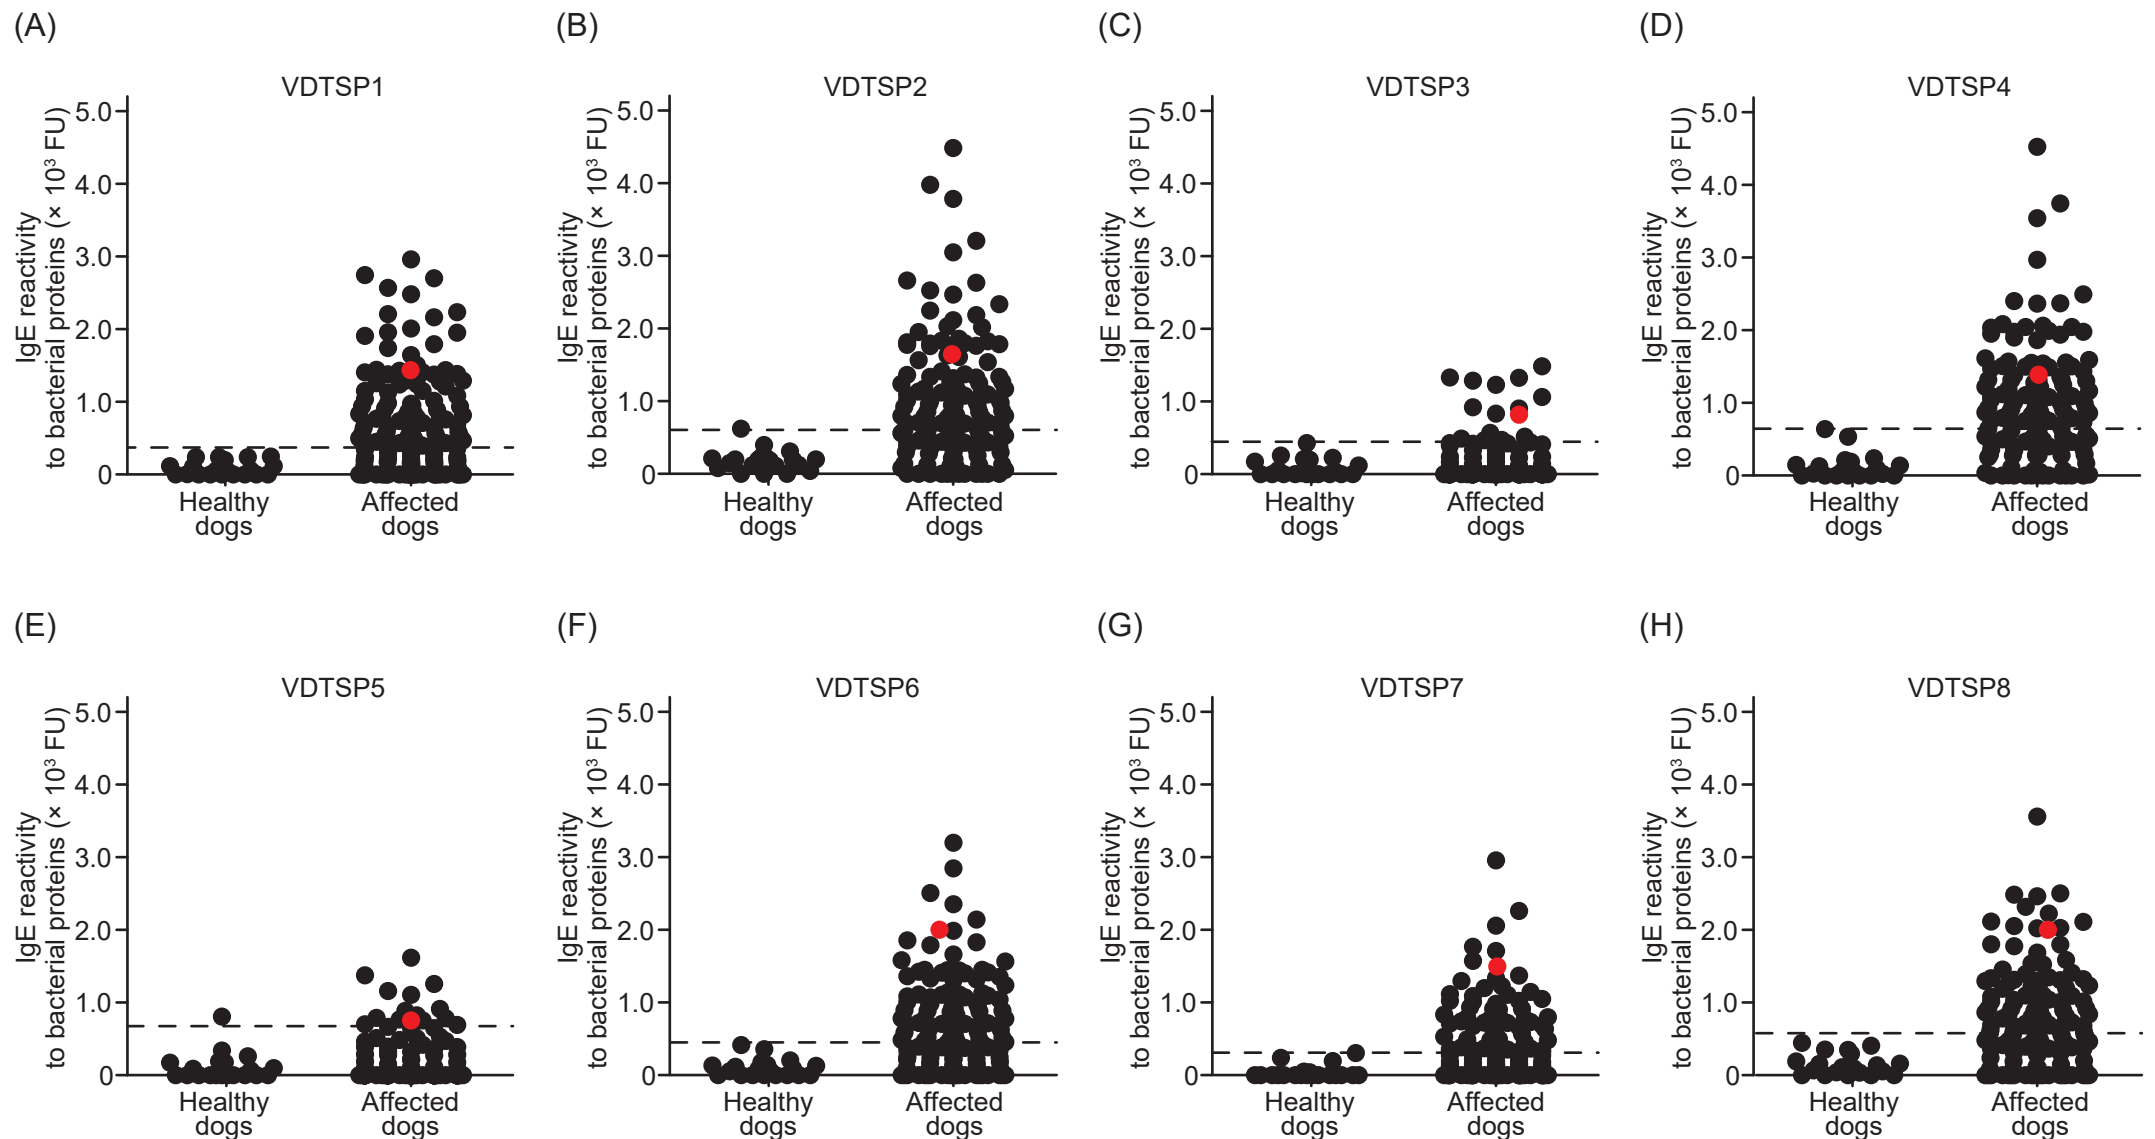 (A)
VDTSP1
IgE reactivity
to bacterial proteins (× 10³ FU)
5.0
4.0
3.0
2.0
1.0
0
Healthy
dogs
Affected
dogs
(B)
VDTSP2
IgE reactivity
to bacterial proteins (× 10³ FU)
5.0
4.0
3.0
2.0
1.0
0
Healthy
dogs
Affected
dogs
(C)
VDTSP3
IgE reactivity
to bacterial proteins (× 10³ FU)
5.0
4.0
3.0
2.0
1.0
0
Healthy
dogs
Affected
dogs
(D)
VDTSP4
IgE reactivity
to bacterial proteins (× 10³ FU)
5.0
4.0
3.0
2.0
1.0
0
Healthy
dogs
Affected
dogs
(E)
VDTSP5
IgE reactivity
to bacterial proteins (× 10³ FU)
5.0
4.0
3.0
2.0
1.0
0
Healthy
dogs
Affected
dogs
(F)
VDTSP6
IgE reactivity
to bacterial proteins (× 10³ FU)
5.0
4.0
3.0
2.0
1.0
0
Healthy
dogs
Affected
dogs
(G)
VDTSP7
IgE reactivity
to bacterial proteins (× 10³ FU)
5.0
4.0
3.0
2.0
1.0
0
Healthy
dogs
Affected
dogs
(H)
VDTSP8
IgE reactivity
to bacterial proteins (× 10³ FU)
5.0
4.0
3.0
2.0
1.0
0
Healthy
dogs
Affected
dogs